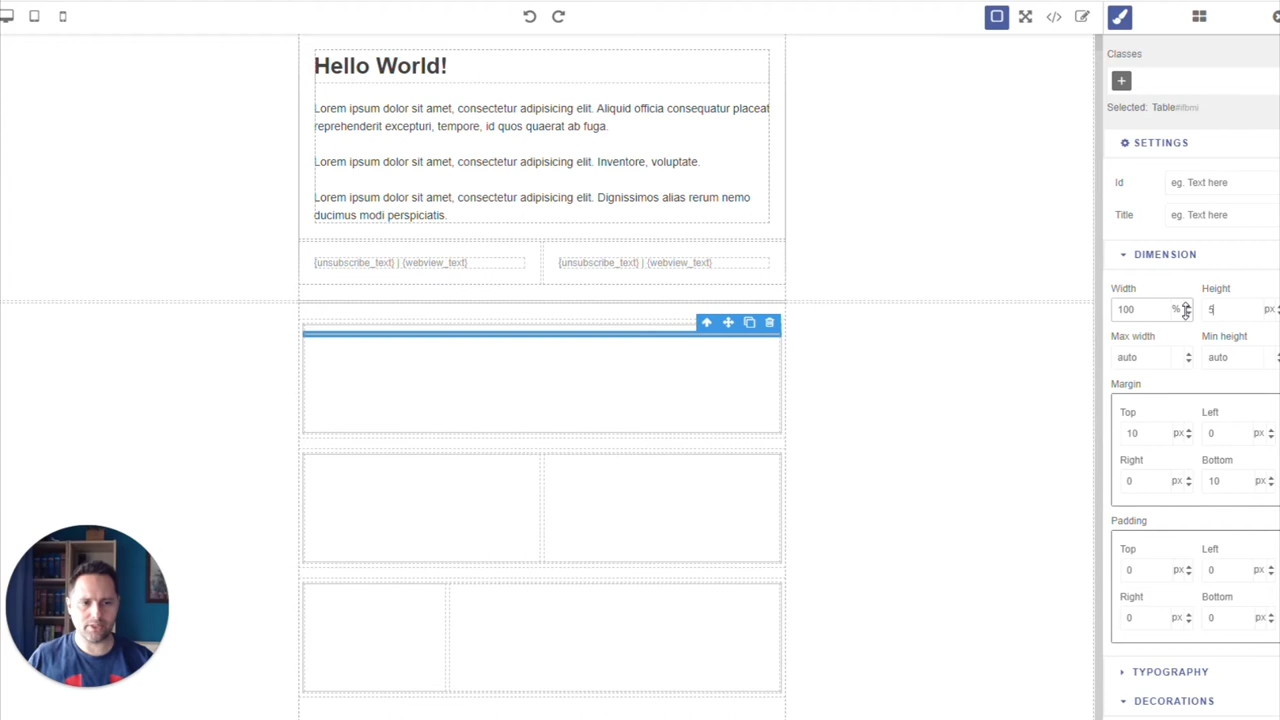 Hello World!
Lorem ipsum dolor sit amet, consectetur adipisicing elit. Aliquid officia consequatur placeat
reprehenderit excepturi, tempore, id quos quaerat ab fuga.
Lorem ipsum dolor sit amet, consectetur adipisicing elit. Inventore, voluptate.
Lorem ipsum dolor sit amet, consectetur adipisicing elit. Dignissimos alias rerum nemo
ducimus modi perspiciatis.
{unsubscribe_text} | {webview_text}
{unsubscribe_text} | {webview_text}
Classes
+
Selected: Table#ifbmi
SETTINGS
Id eg. Text here
Title eg. Text here
DIMENSION
Width Height
100 % 5 px
Max width Min height
auto auto
Margin
Top Left
10 px 0 px
Right Bottom
0 px 10 px
Padding
Top Left
0 px 0 px
Right Bottom
0 px 0 px
TYPOGRAPHY
DECORATIONS